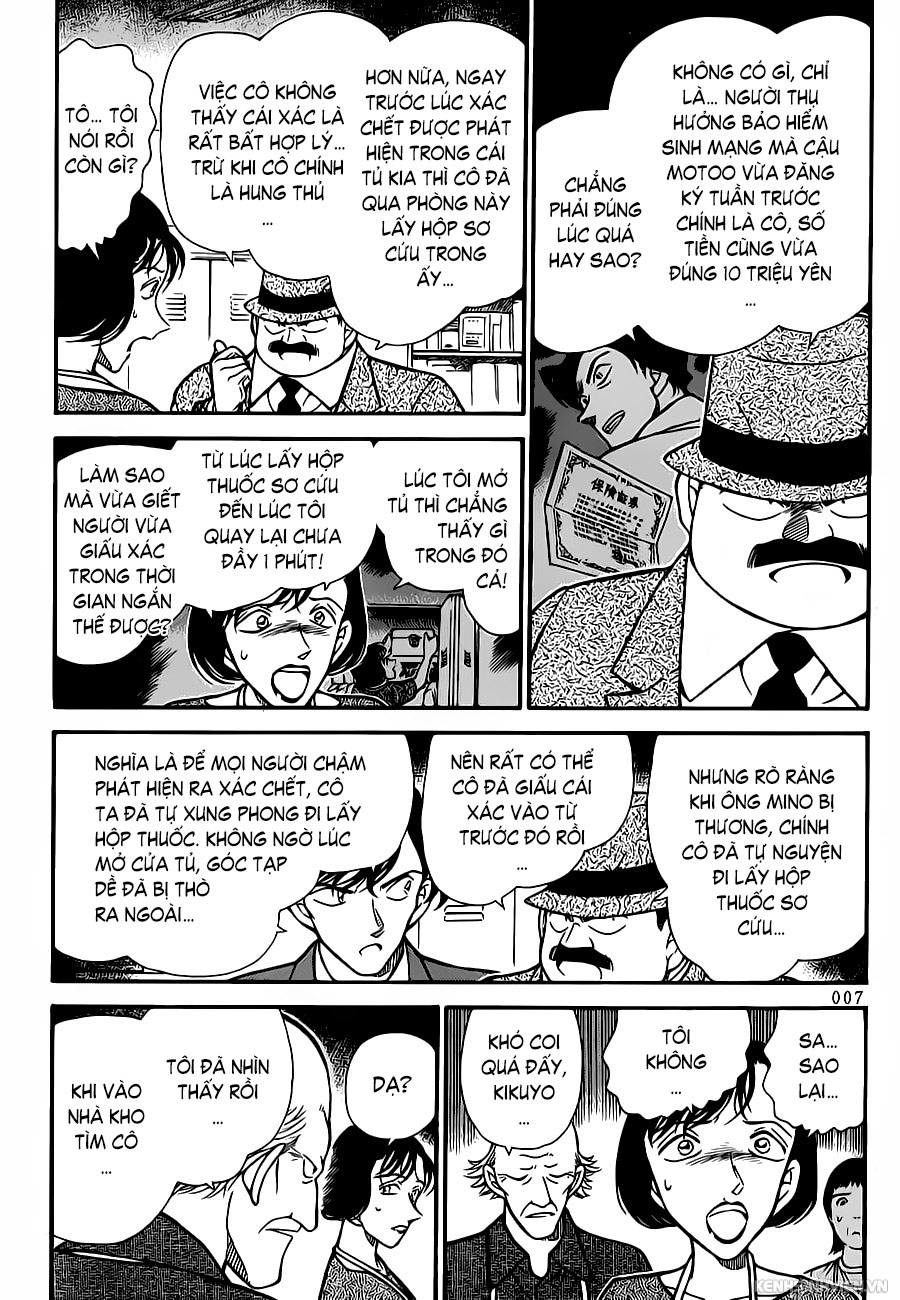 KHÔNG CÓ GÌ, CHỈ
LÀ... NGƯỜI THỤ
HƯỞNG BẢO HIỂM
SINH MẠNG MÀ CẬU
MOTOO VỪA ĐĂNG
KÝ TUẦN TRƯỚC
CHÍNH LÀ CÔ, SỐ
TIỀN CŨNG VỪA
ĐÚNG 10 TRIỆU YÊN
...
CHẲNG
PHẢI ĐÚNG
LÚC QUÁ
HAY SAO?
保険証券
HƠN NỮA, NGAY
TRƯỚC LÚC XÁC
CHẾT ĐƯỢC PHÁT
HIỆN TRONG CÁI
TỦ KIA THÌ CÔ ĐÃ
QUA PHÒNG NÀY
LẤY HỘP SƠ
CỨU TRONG
ẤY...
VIỆC CÔ KHÔNG
THẤY CÁI XÁC LÀ
RẤT BẤT HỢP LÝ...
TRỪ KHI CÔ CHÍNH
LÀ HUNG THỦ
...
TÔ... TÔI
NÓI RỒI
CÒN GÌ?
LÚC TÔI MỞ
TỦ THÌ CHẲNG
THẤY GÌ
TRONG ĐÓ
CẢ!
TỪ LÚC LẤY HỘP
THUỐC SƠ CỨU
ĐẾN LÚC TÔI
QUAY LẠI CHƯA
ĐẦY 1 PHÚT!
LÀM SAO
MÀ VỪA GIẾT
NGƯỜI VỪA
GIẤU XÁC
TRONG THỜI
GIAN NGẮN
THẾ ĐƯỢC?
NHƯNG RÕ RÀNG
KHI ÔNG MINO BỊ
THƯƠNG, CHÍNH
CÔ ĐÃ TỰ NGUYỆN
ĐI LẤY HỘP
THUỐC SƠ
CỨU...
NÊN RẤT CÓ THỂ
CÔ ĐÃ GIẤU CÁI
XÁC VÀO TỪ
TRƯỚC ĐÓ RỒI
...
NGHĨA LÀ ĐỂ MỌI NGƯỜI CHẬM
PHÁT HIỆN RA XÁC CHẾT, CÔ
TA ĐÃ TỰ XUNG PHONG ĐI LẤY
HỘP THUỐC. KHÔNG NGỜ LÚC
MỞ CỬA TỦ, GÓC TẠP
DỀ ĐÃ BỊ THÒ
RA NGOÀI...
007
SA...
SAO
LẠI...
TÔI
KHÔNG
...
KHÓ COI
QUÁ ĐẤY,
KIKUYO
...
DẠ?
TÔI ĐÃ NHÌN
THẤY RỒI
...
KHI VÀO
NHÀ KHO
TÌM CÔ
...